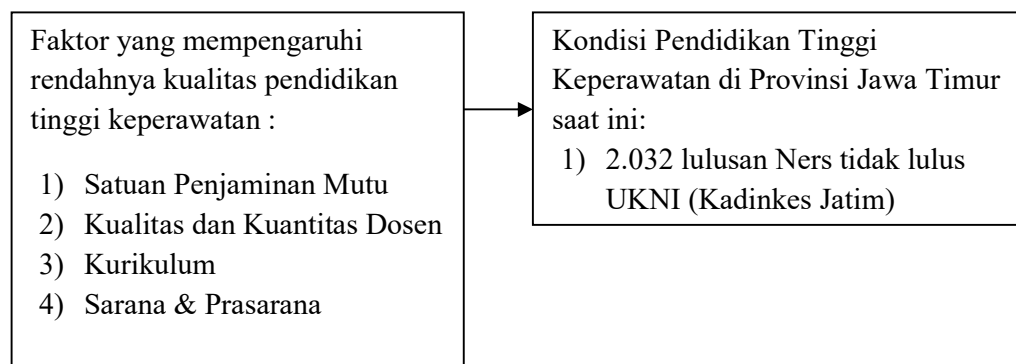 Faktor yang mempengaruhi
rendahnya kualitas pendidikan
tinggi keperawatan :
1) Satuan Penjaminan Mutu
2) Kualitas dan Kuantitas Dosen
3) Kurikulum
4) Sarana & Prasarana
Kondisi Pendidikan Tinggi
Keperawatan di Provinsi Jawa Timur
saat ini:
1) 2.032 lulusan Ners tidak lulus
UKNI (Kadinkes Jatim)